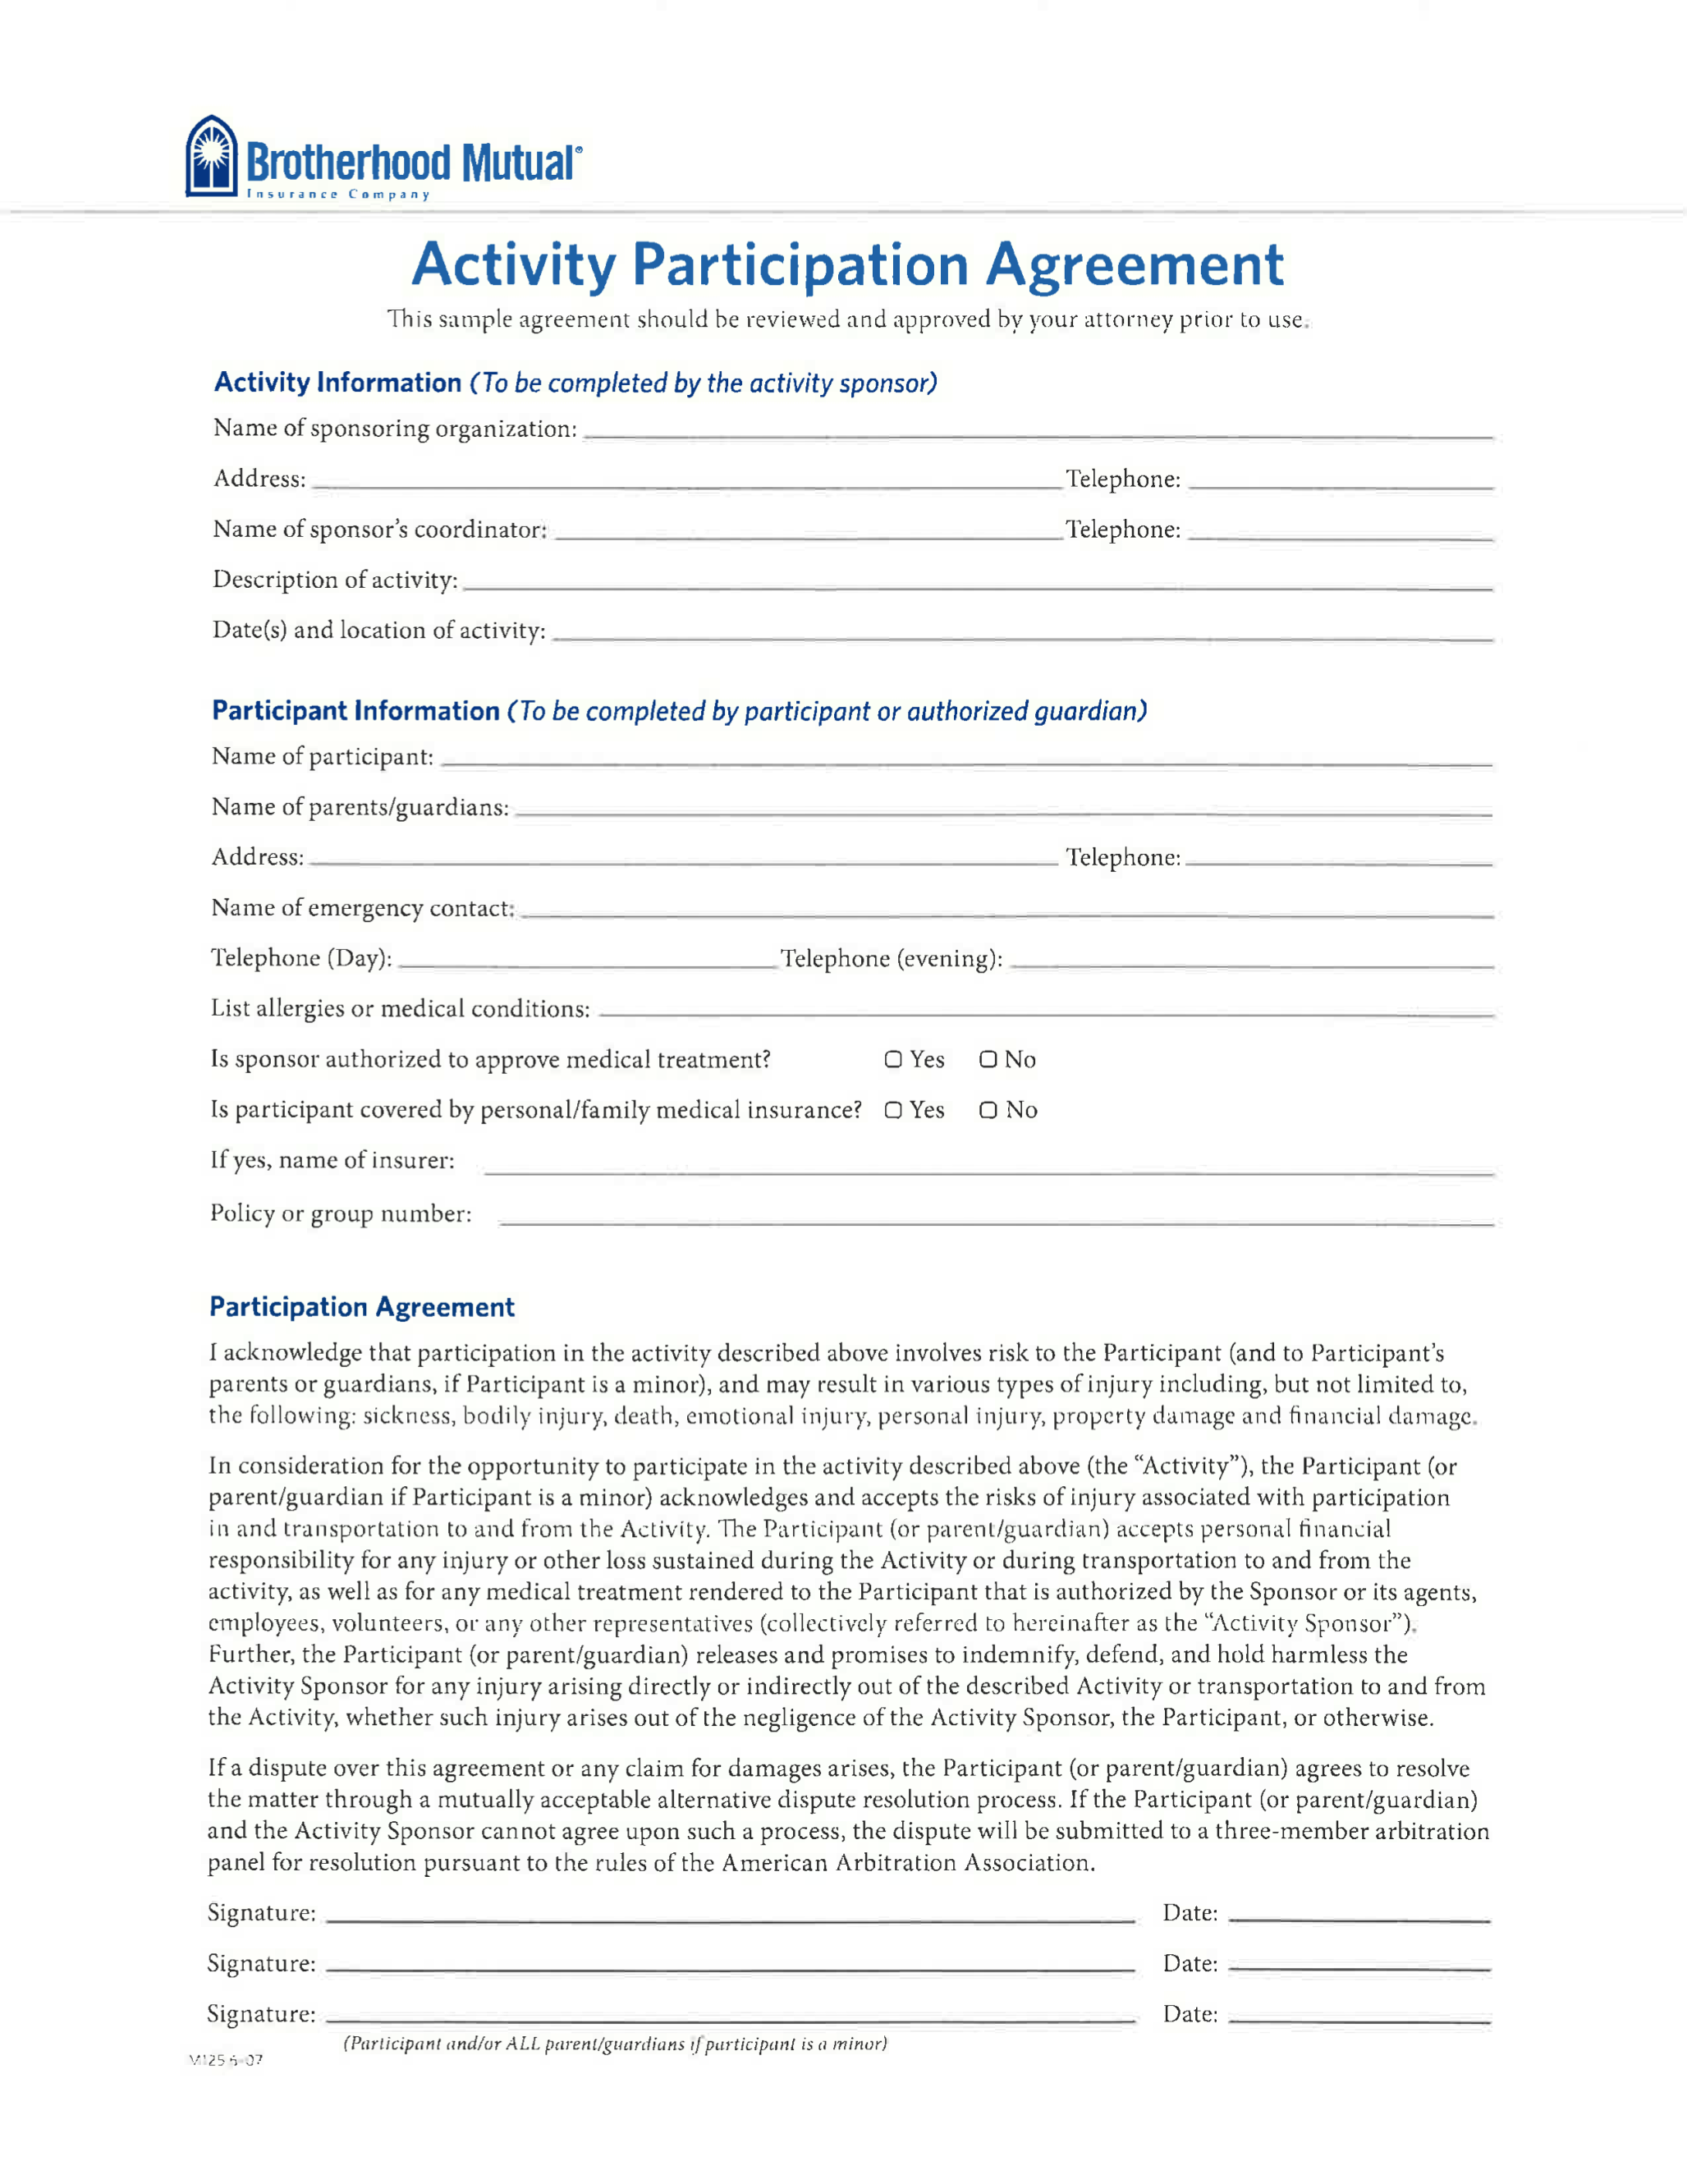 Brotherhood Mutual®
Insurance Company
Activity Participation Agreement
This sample agreement should be reviewed and approved by your attorney prior to use.
Activity Information (To be completed by the activity sponsor)
Name of sponsoring organization:
Address: Telephone:
Name of sponsor's coordinator: Telephone:
Description of activity:
Date(s) and location of activity:
Participant Information (To be completed by participant or authorized guardian)
Name of participant:
Name of parents/guardians:
Address: Telephone:
Name of emergency contact:
Telephone (Day): Telephone (evening):
List allergies or medical conditions:
Is sponsor authorized to approve medical treatment? Yes No
Is participant covered by personal/family medical insurance? Yes No
If yes, name of insurer:
Policy or group number:
Participation Agreement
I acknowledge that participation in the activity described above involves risk to the Participant (and to Participant's
parents or guardians, if Participant is a minor), and may result in various types of injury including, but not limited to,
the following: sickness, bodily injury, death, emotional injury, personal injury, property damage and financial damage.
In consideration for the opportunity to participate in the activity described above (the “Activity”), the Participant (or
parent/guardian if Participant is a minor) acknowledges and accepts the risks of injury associated with participation
in and transportation to and from the Activity. The Participant (or parent/guardian) accepts personal financial
responsibility for any injury or other loss sustained during the Activity or during transportation to and from the
activity, as well as for any medical treatment rendered to the Participant that is authorized by the Sponsor or its agents,
employees, volunteers, or any other representatives (collectively referred to hereinafter as the “Activity Sponsor”).
Further, the Participant (or parent/guardian) releases and promises to indemnify, defend, and hold harmless the
Activity Sponsor for any injury arising directly or indirectly out of the described Activity or transportation to and from
the Activity, whether such injury arises out of the negligence of the Activity Sponsor, the Participant, or otherwise.
If a dispute over this agreement or any claim for damages arises, the Participant (or parent/guardian) agrees to resolve
the matter through a mutually acceptable alternative dispute resolution process. If the Participant (or parent/guardian)
and the Activity Sponsor cannot agree upon such a process, the dispute will be submitted to a three-member arbitration
panel for resolution pursuant to the rules of the American Arbitration Association.
Signature: Date:
Signature: Date:
Signature: Date:
(Participant and/or ALL parent/guardians if participant is a minor)